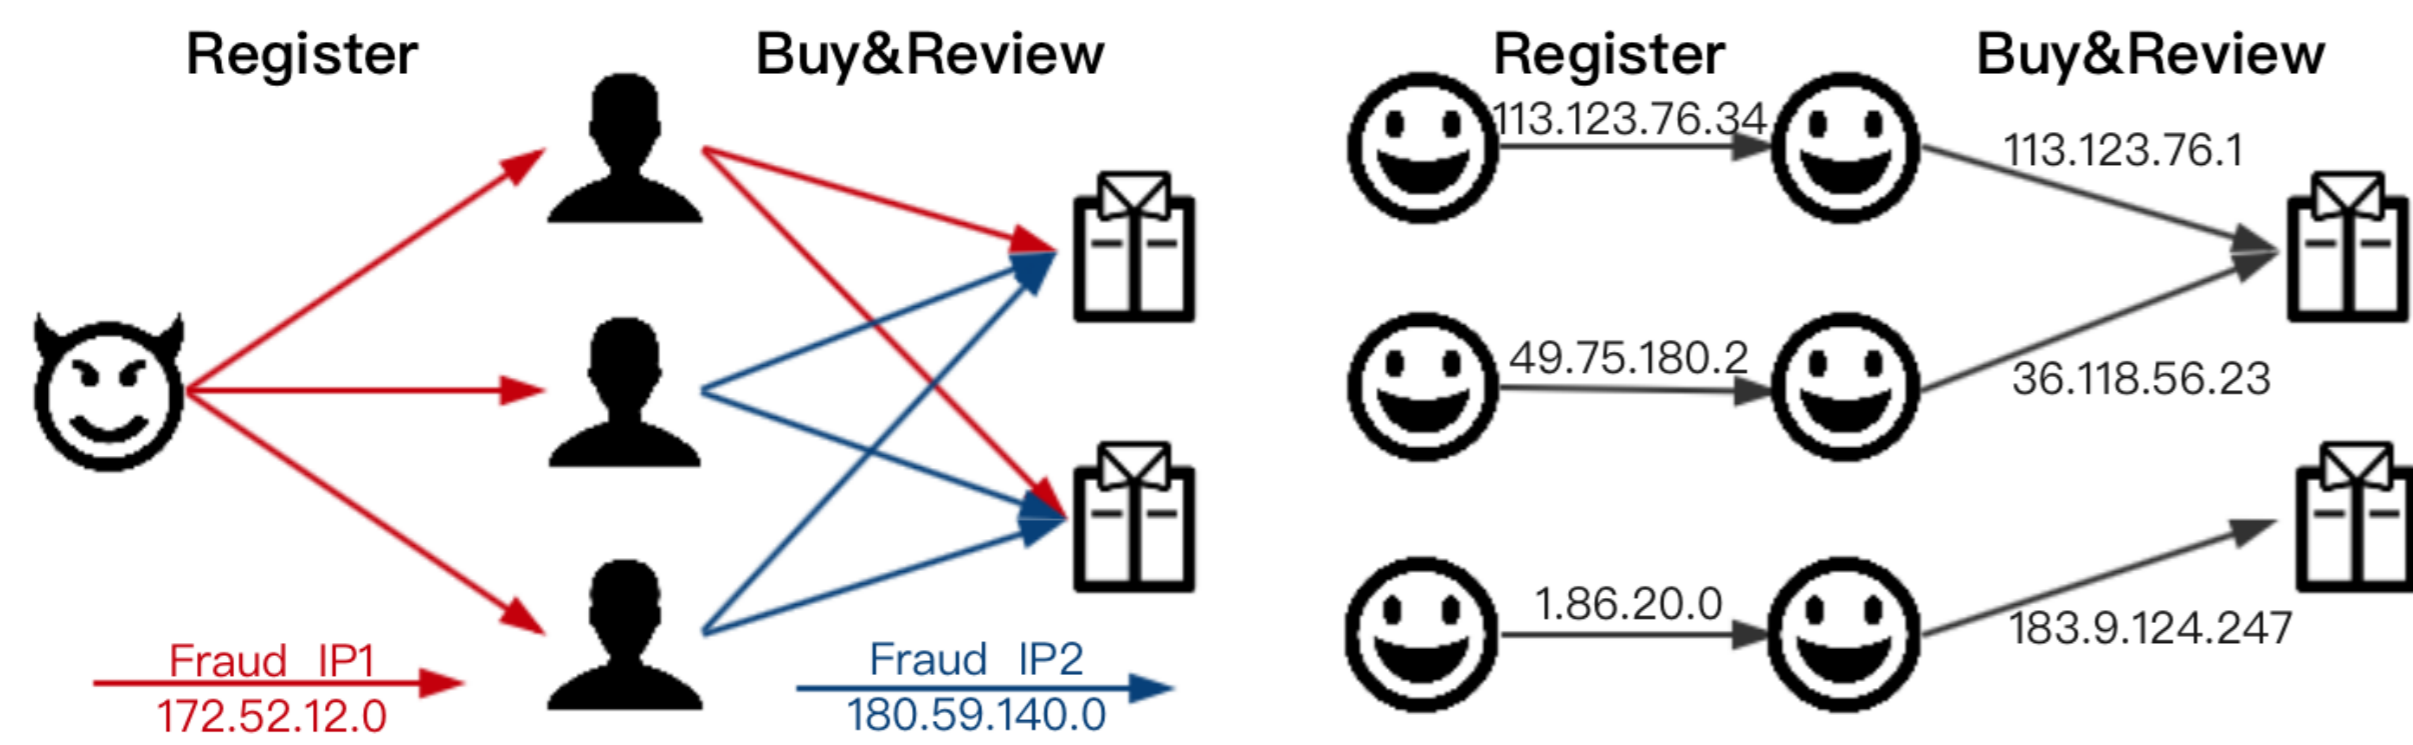 Register
Buy&Review
Fraud IP1
172.52.12.0
Fraud IP2
180.59.140.0
Register
Buy&Review
113.123.76.34
113.123.76.1
49.75.180.2
36.118.56.23
1.86.20.0
183.9.124.247